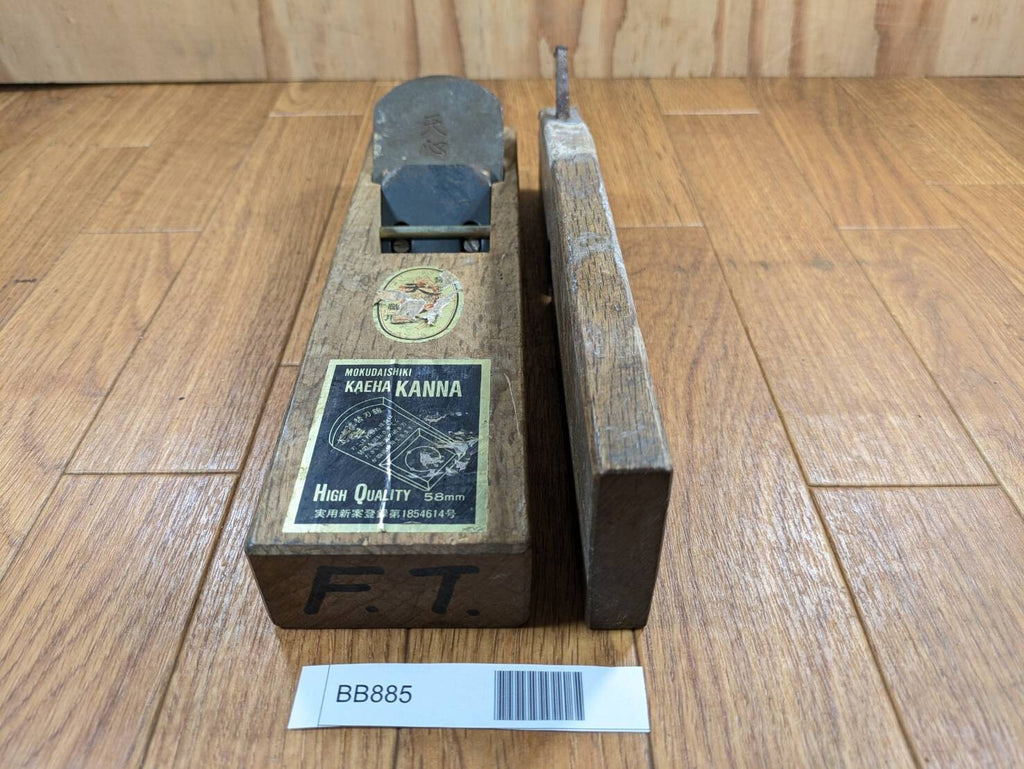 天心
天
MOKUDAISHIKI
KAEHA KANNA
HIGH QUALITY 58mm
実用新案登録第1854614号
F.T.
BB885